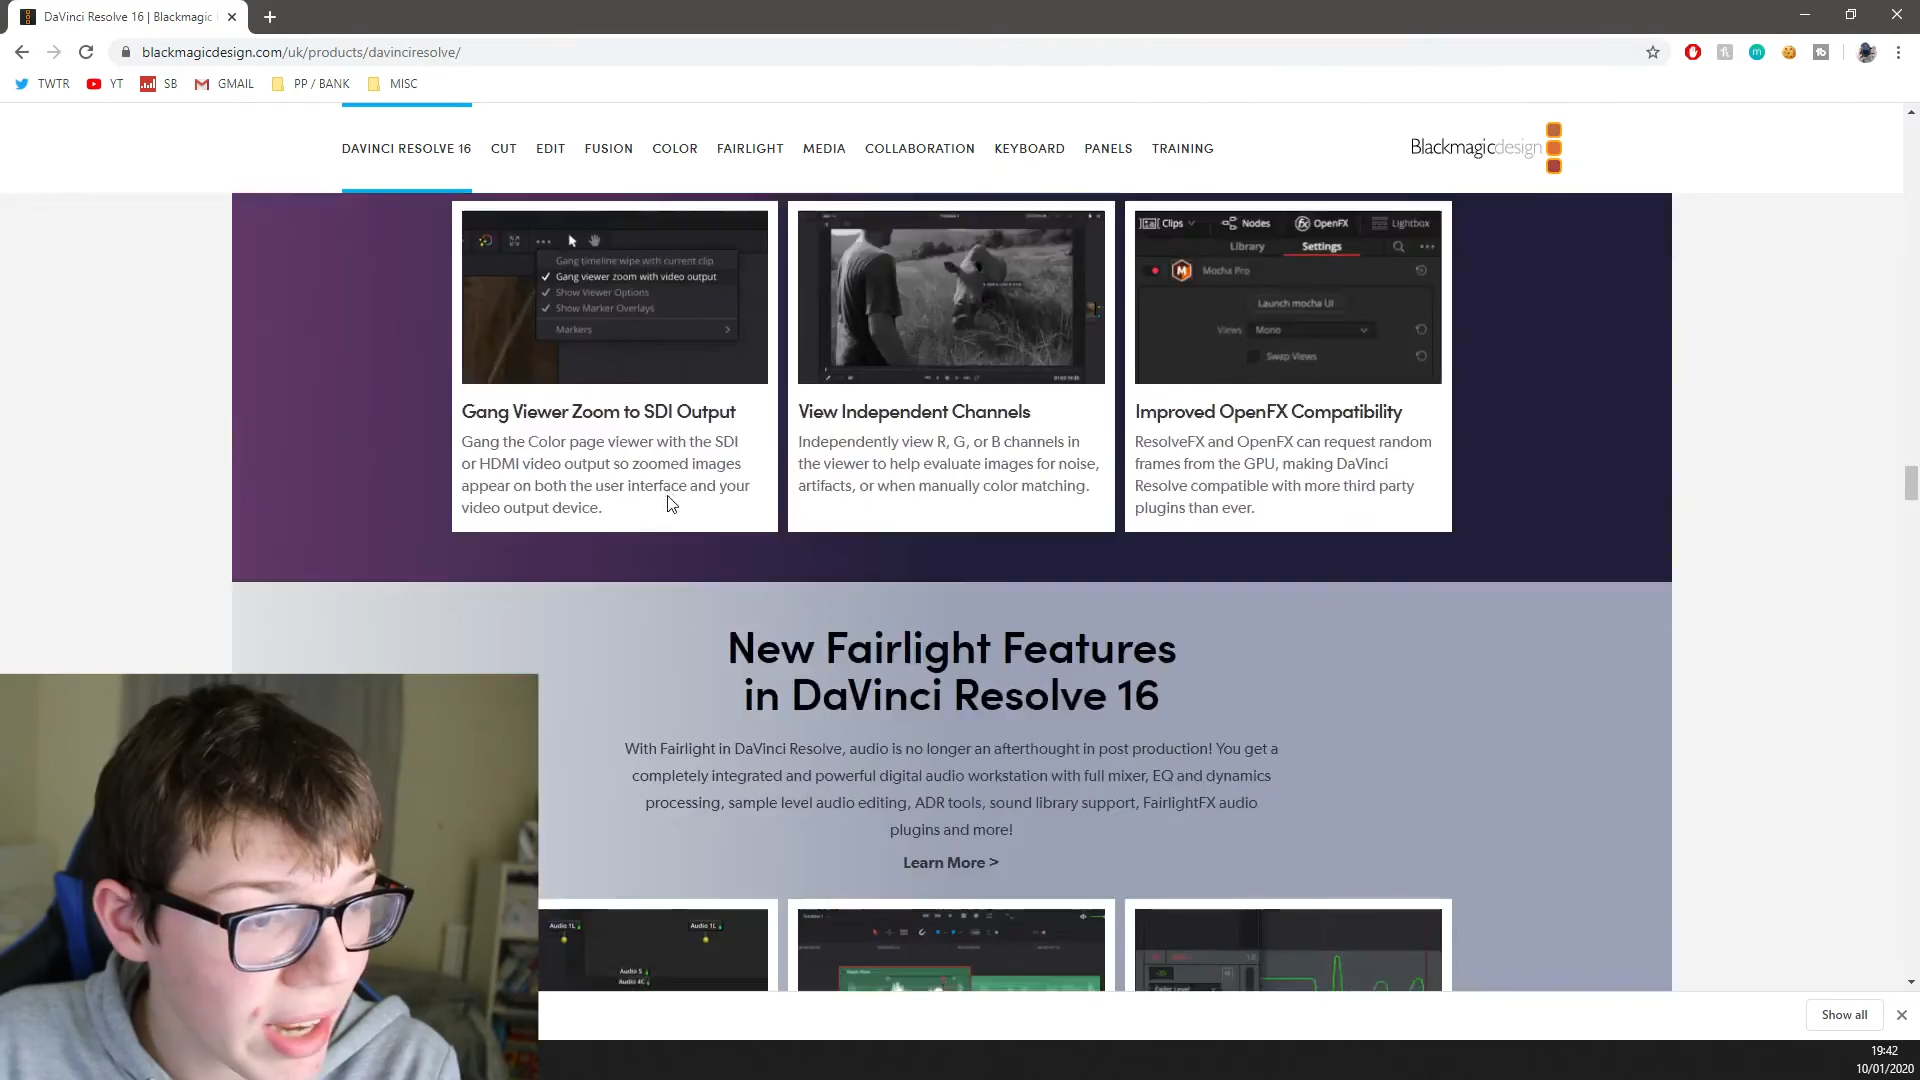 DaVinci Resolve 16 | Blackmagic
blackmagicdesign.com/uk/products/davinciresolve/
TWTR YT SB GMAIL PP / BANK MISC
DAVINCI RESOLVE 16 CUT EDIT FUSION COLOR FAIRLIGHT MEDIA COLLABORATION KEYBOARD PANELS TRAINING
Blackmagicdesign
Gang timeline wipe with current clip
Gang viewer zoom with video output
Show Viewer Options
Show Marker Overlays
Markers
Clips Nodes OpenFX Lightbox
Library Settings
Mocha Pro
Launch mocha UI
Views Mono
Swap Views
Gang Viewer Zoom to SDI Output
Gang the Color page viewer with the SDI
or HDMI video output so zoomed images
appear on both the user interface and your
video output device.
View Independent Channels
Independently view R, G, or B channels in
the viewer to help evaluate images for noise,
artifacts, or when manually color matching.
Improved OpenFX Compatibility
ResolveFX and OpenFX can request random
frames from the GPU, making DaVinci
Resolve compatible with more third party
plugins than ever.
New Fairlight Features
in DaVinci Resolve 16
With Fairlight in DaVinci Resolve, audio is no longer an afterthought in post production! You get a
completely integrated and powerful digital audio workstation with full mixer, EQ and dynamics
processing, sample level audio editing, ADR tools, sound library support, FairlightFX audio
plugins and more!
Learn More >
Audio 1L Audio 1L
Audio 5
Audio 4C
Show all
19:42
10/01/2020